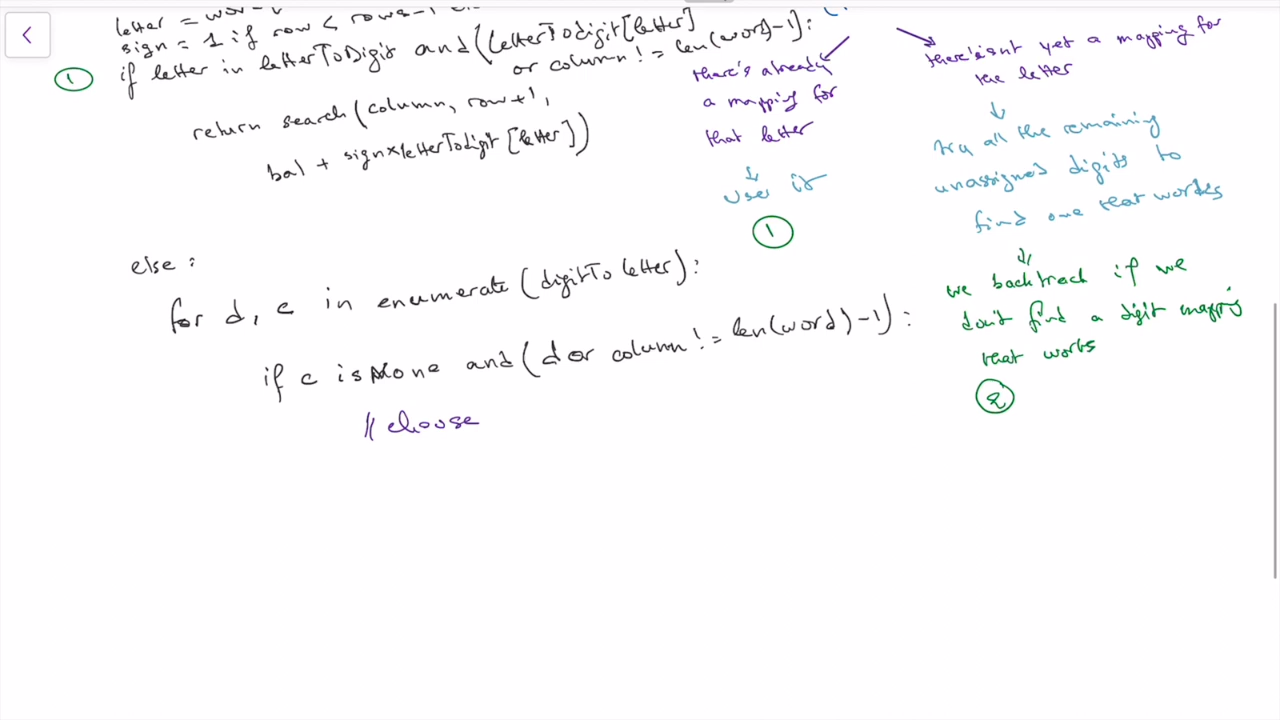 letter =
sign = 1 if row < rows-1
① if letter in letterToDigit and (letterToDigit[letter]
or column != len(word)-1):
return search(column, row+1,
bal + sign*letterToDigit[letter])
there's already
a mapping for
that letter
↓
use it
①
there isn't yet a mapping for
the letter
↓
try all the remaining
unassigned digits to
find one that workes
↓
we backtrack if we
don't find a digit mapping
that works
②
else:
for d, c in enumerate(digitToLetter):
if c is None and (d or column != len(word)-1):
// choose